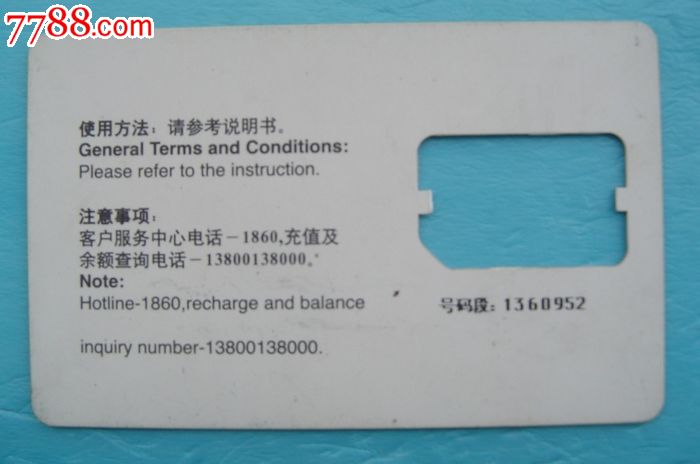 7788.com
使用方法：请参考说明书。
General Terms and Conditions:
Please refer to the instruction.
注意事项：
客户服务中心电话－1860,充值及
余额查询电话－13800138000。
Note:
Hotline-1860,recharge and balance
inquiry number-13800138000.
号码段：1360952